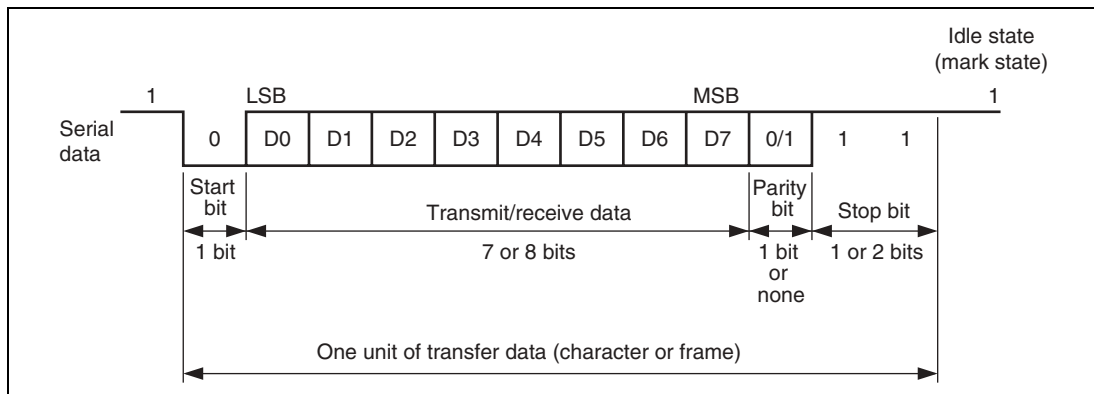 Idle state
(mark state)
1 LSB MSB 1
Serial
data
0 D0 D1 D2 D3 D4 D5 D6 D7 0/1 1 1
Start
bit
Transmit/receive data
Parity
bit
Stop bit
1 bit
7 or 8 bits
1 bit
or
none
1 or 2 bits
One unit of transfer data (character or frame)